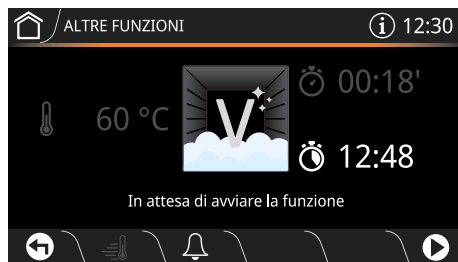 ALTRE FUNZIONI
i 12:30
60 °C
V
00:18'
12:48
In attesa di avviare la funzione